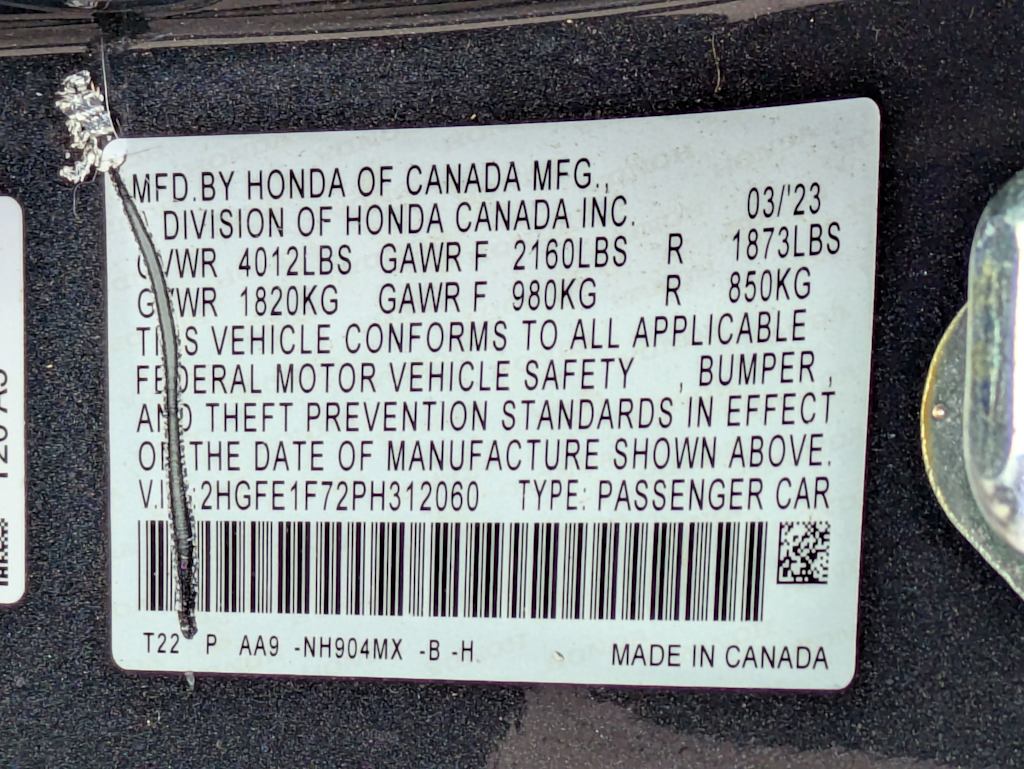 MFD.BY HONDA OF CANADA MFG.,
A DIVISION OF HONDA CANADA INC. 03/'23
GVWR 4012LBS GAWR F 2160LBS R 1873LBS
GVWR 1820KG GAWR F 980KG R 850KG
THIS VEHICLE CONFORMS TO ALL APPLICABLE
FEDERAL MOTOR VEHICLE SAFETY , BUMPER ,
AND THEFT PREVENTION STANDARDS IN EFFECT
ON THE DATE OF MANUFACTURE SHOWN ABOVE.
V.I.N.:2HGFE1F72PH312060 TYPE: PASSENGER CAR
T22 P AA9 -NH904MX -B -H
MADE IN CANADA